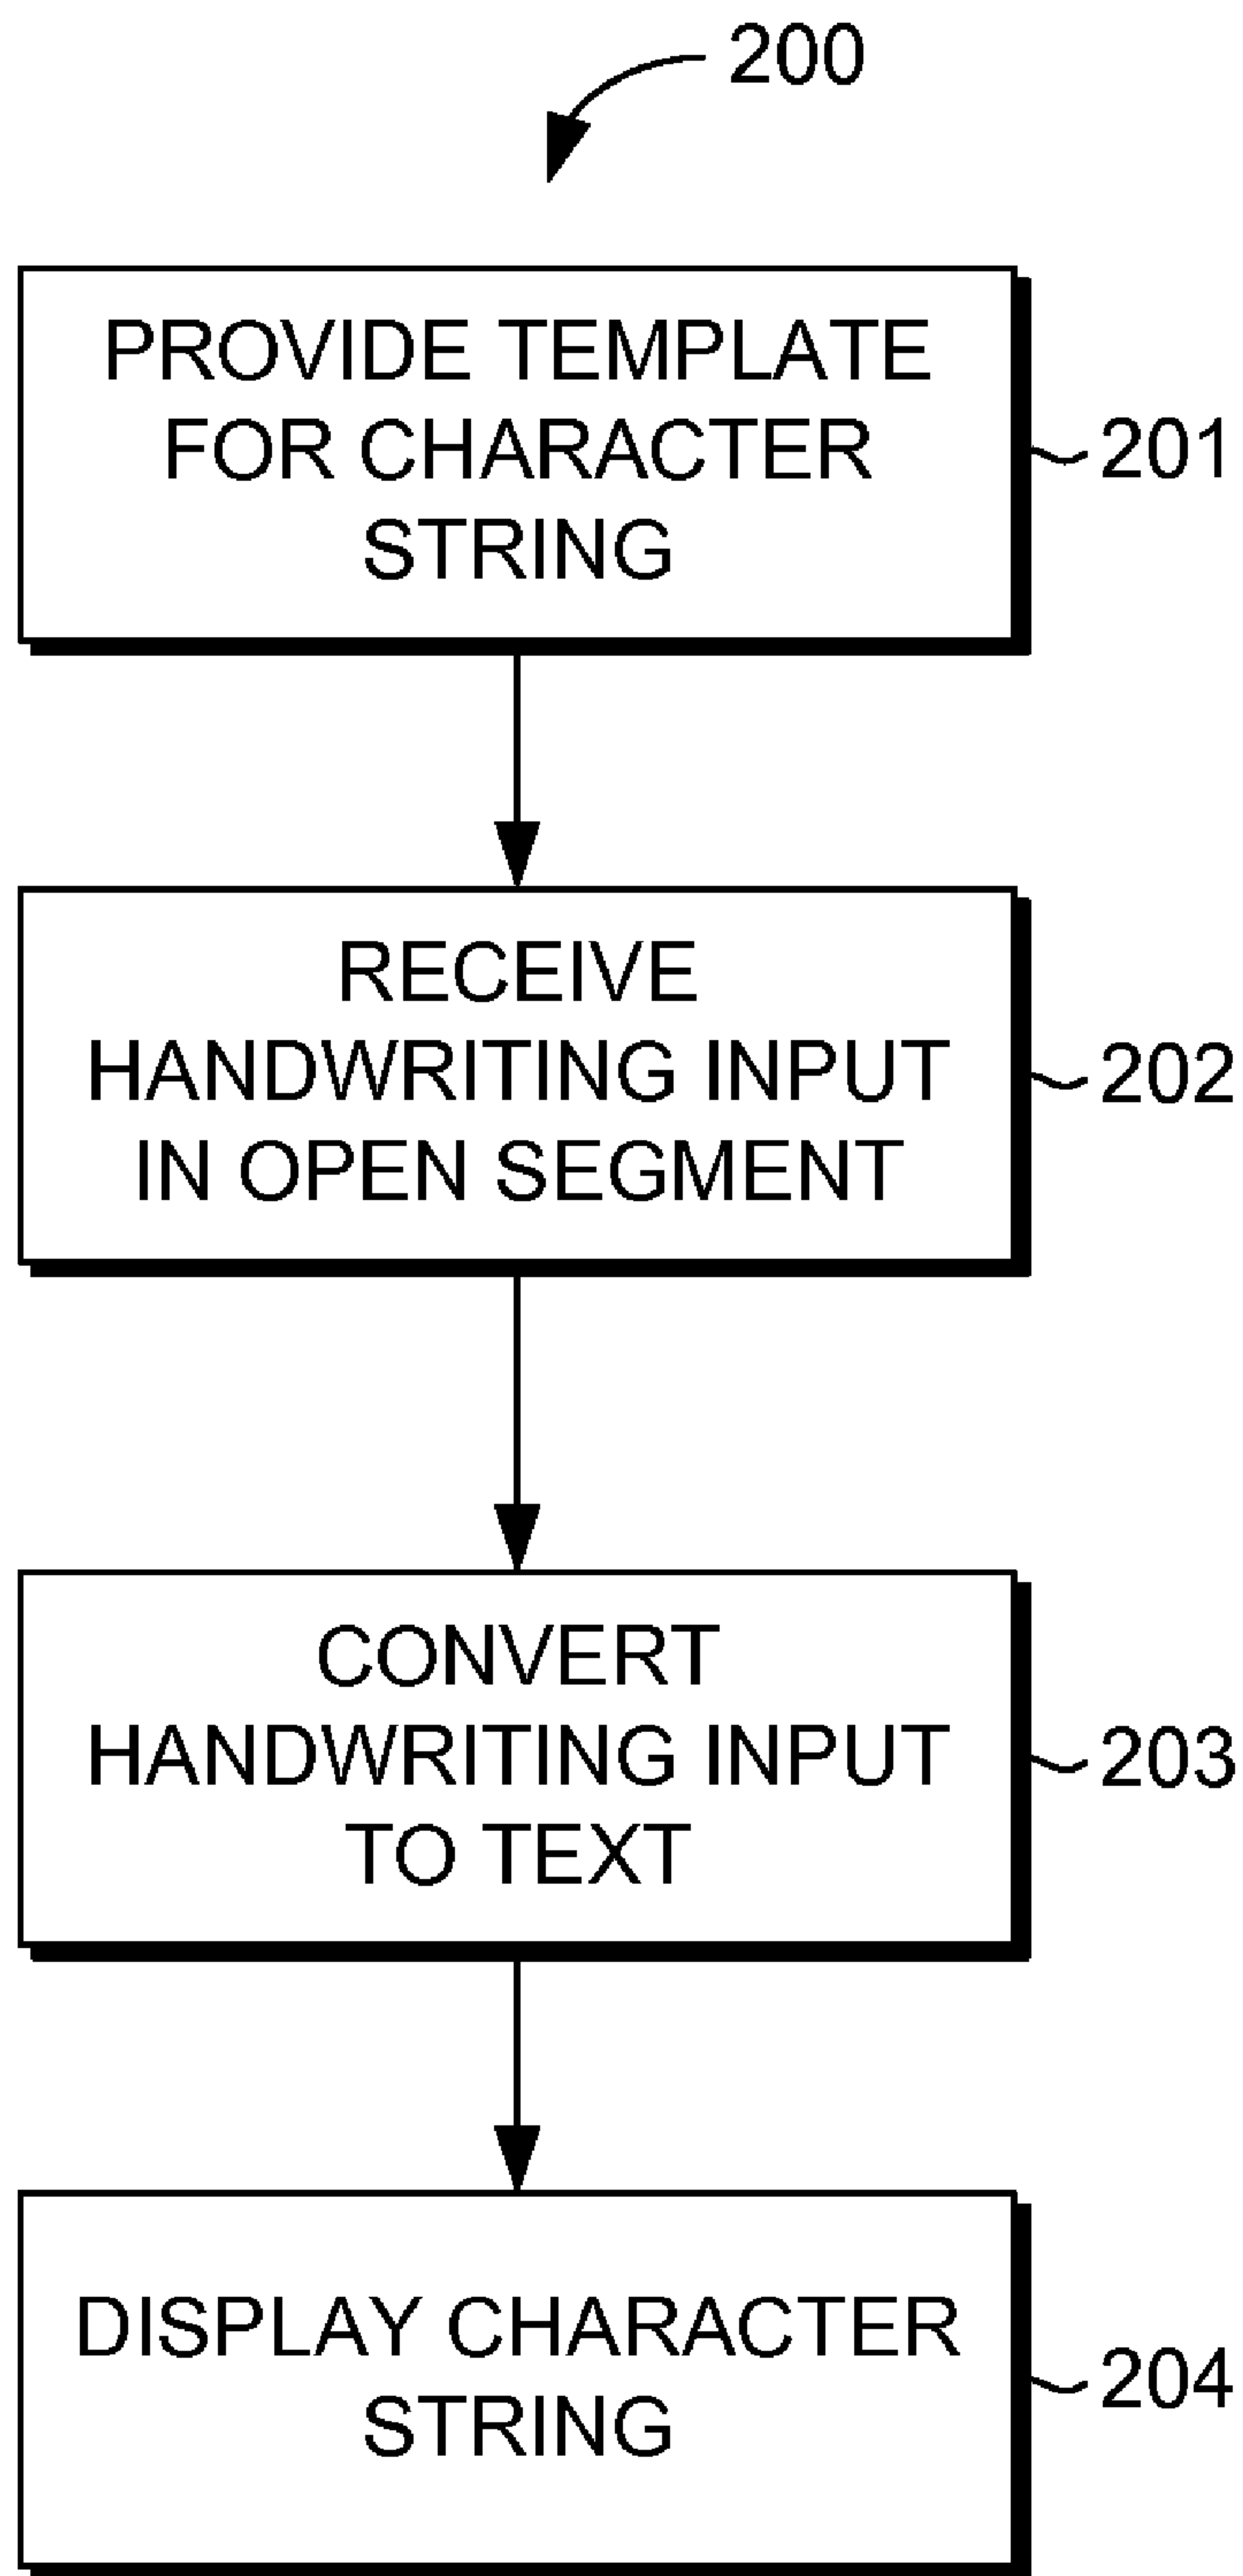 200
PROVIDE TEMPLATE
FOR CHARACTER
STRING
201
RECEIVE
HANDWRITING INPUT
IN OPEN SEGMENT
202
CONVERT
HANDWRITING INPUT
TO TEXT
203
DISPLAY CHARACTER
STRING
204